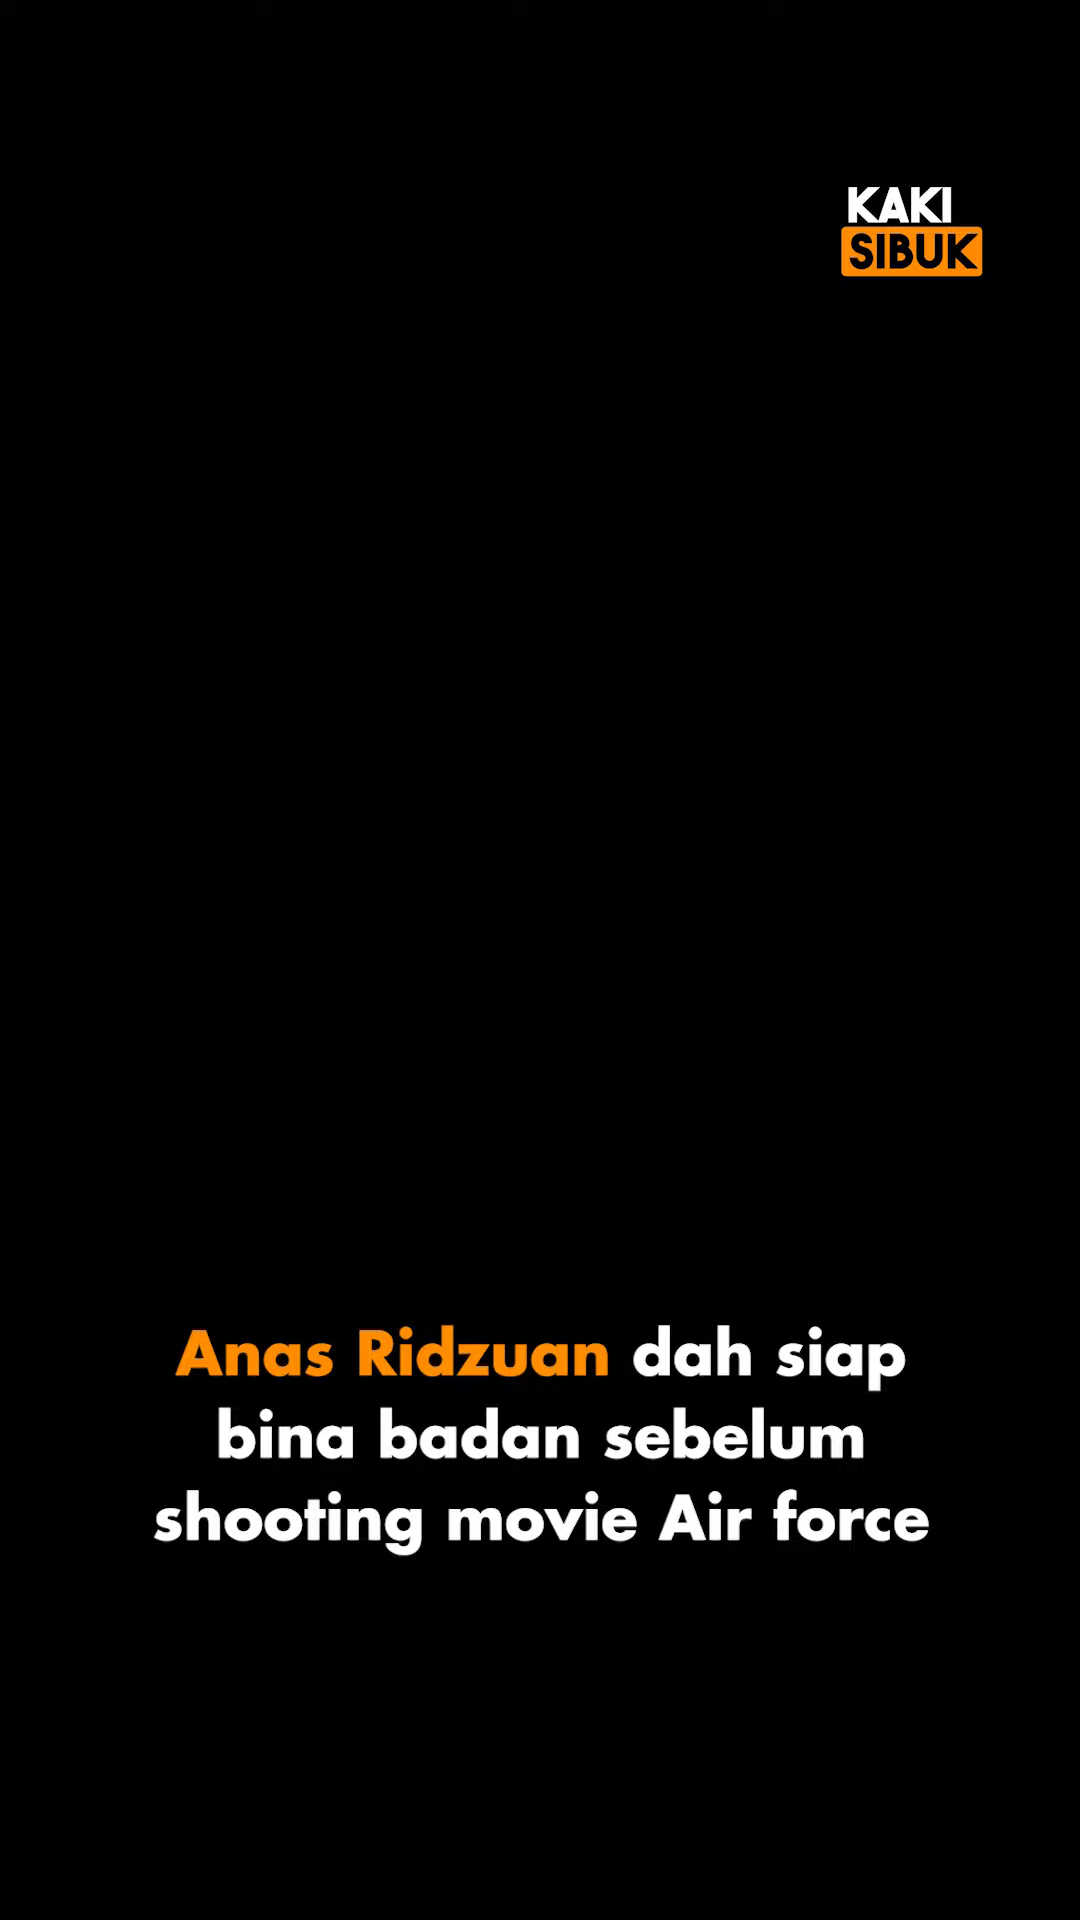 KAKI
SIBUK
Anas Ridzuan dah siap
bina badan sebelum
shooting movie Air force